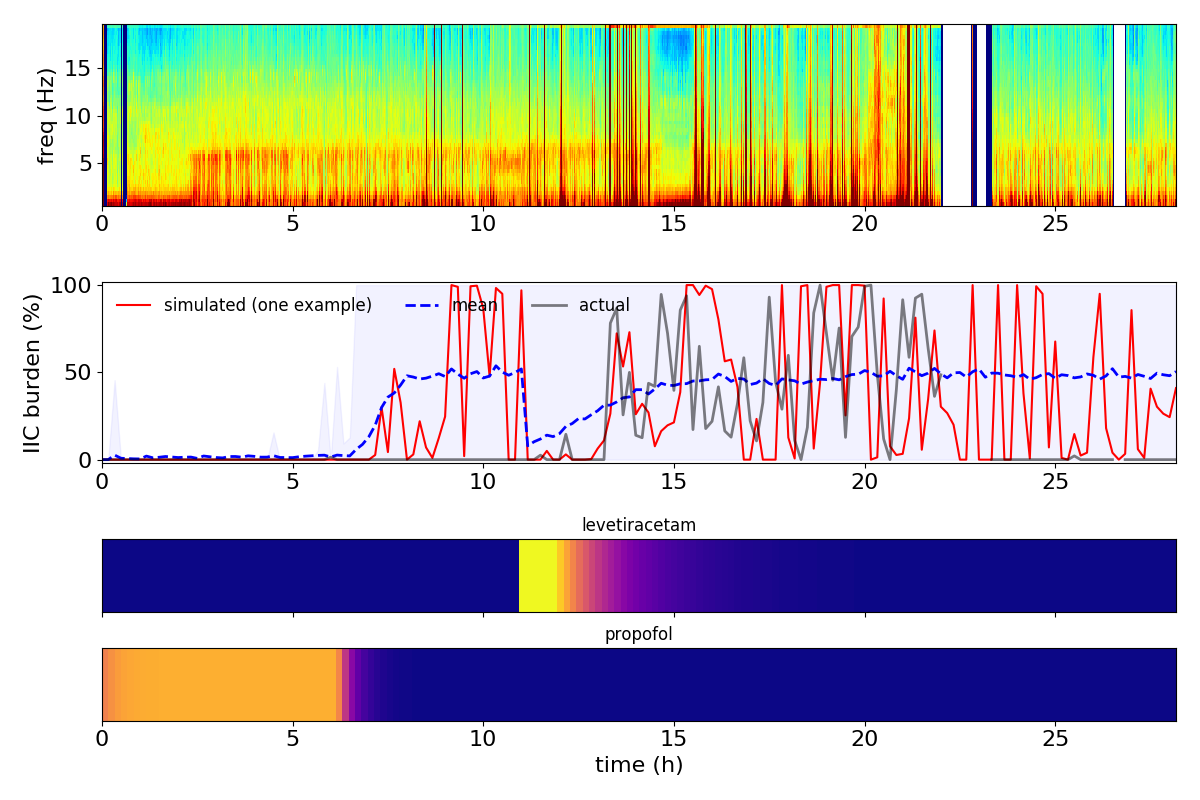 freq (Hz)
15
10
5
0 5 10 15 20 25
IIC burden (%)
100
50
0
simulated (one example) mean actual
0 5 10 15 20 25
levetiracetam
propofol
0 5 10 15 20 25
time (h)